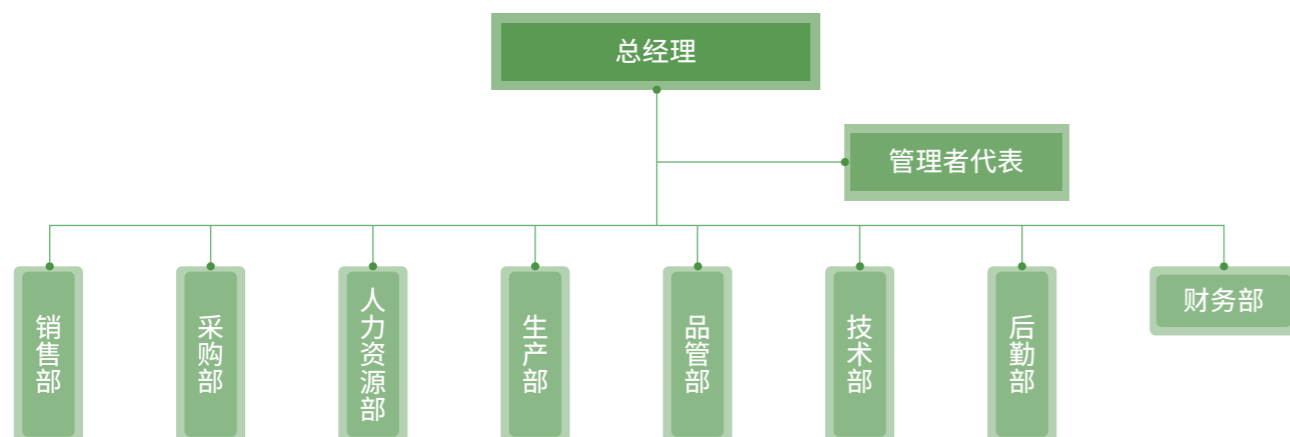 总经理
管理者代表
销售部
采购部
人力资源部
生产部
品管部
技术部
后勤部
财务部